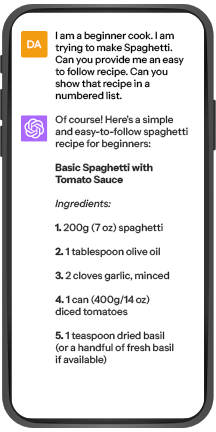 DA
I am a beginner cook. I am
trying to make Spaghetti.
Can you provide me an easy
to follow recipe. Can you
show that recipe in a
numbered list.
Of course! Here's a simple
and easy-to-follow spaghetti
recipe for beginners:
Basic Spaghetti with
Tomato Sauce
Ingredients:
1. 200g (7 oz) spaghetti
2. 1 tablespoon olive oil
3. 2 cloves garlic, minced
4. 1 can (400g/14 oz)
diced tomatoes
5. 1 teaspoon dried basil
(or a handful of fresh basil
if available)